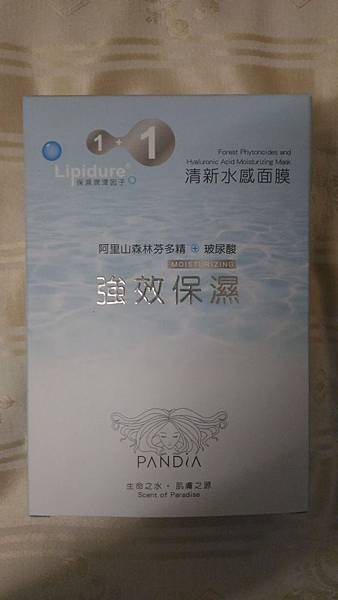 1 + 1
Lipidure®
保濕潤澤因子
Forest Phytoncides and
Hyaluronic Acid Moisturizing Mask
清新水感面膜
阿里山森林芬多精 + 玻尿酸
MOISTURIZING
強效保濕
PANDiA
生命之水・肌膚之源
Scent of Paradise